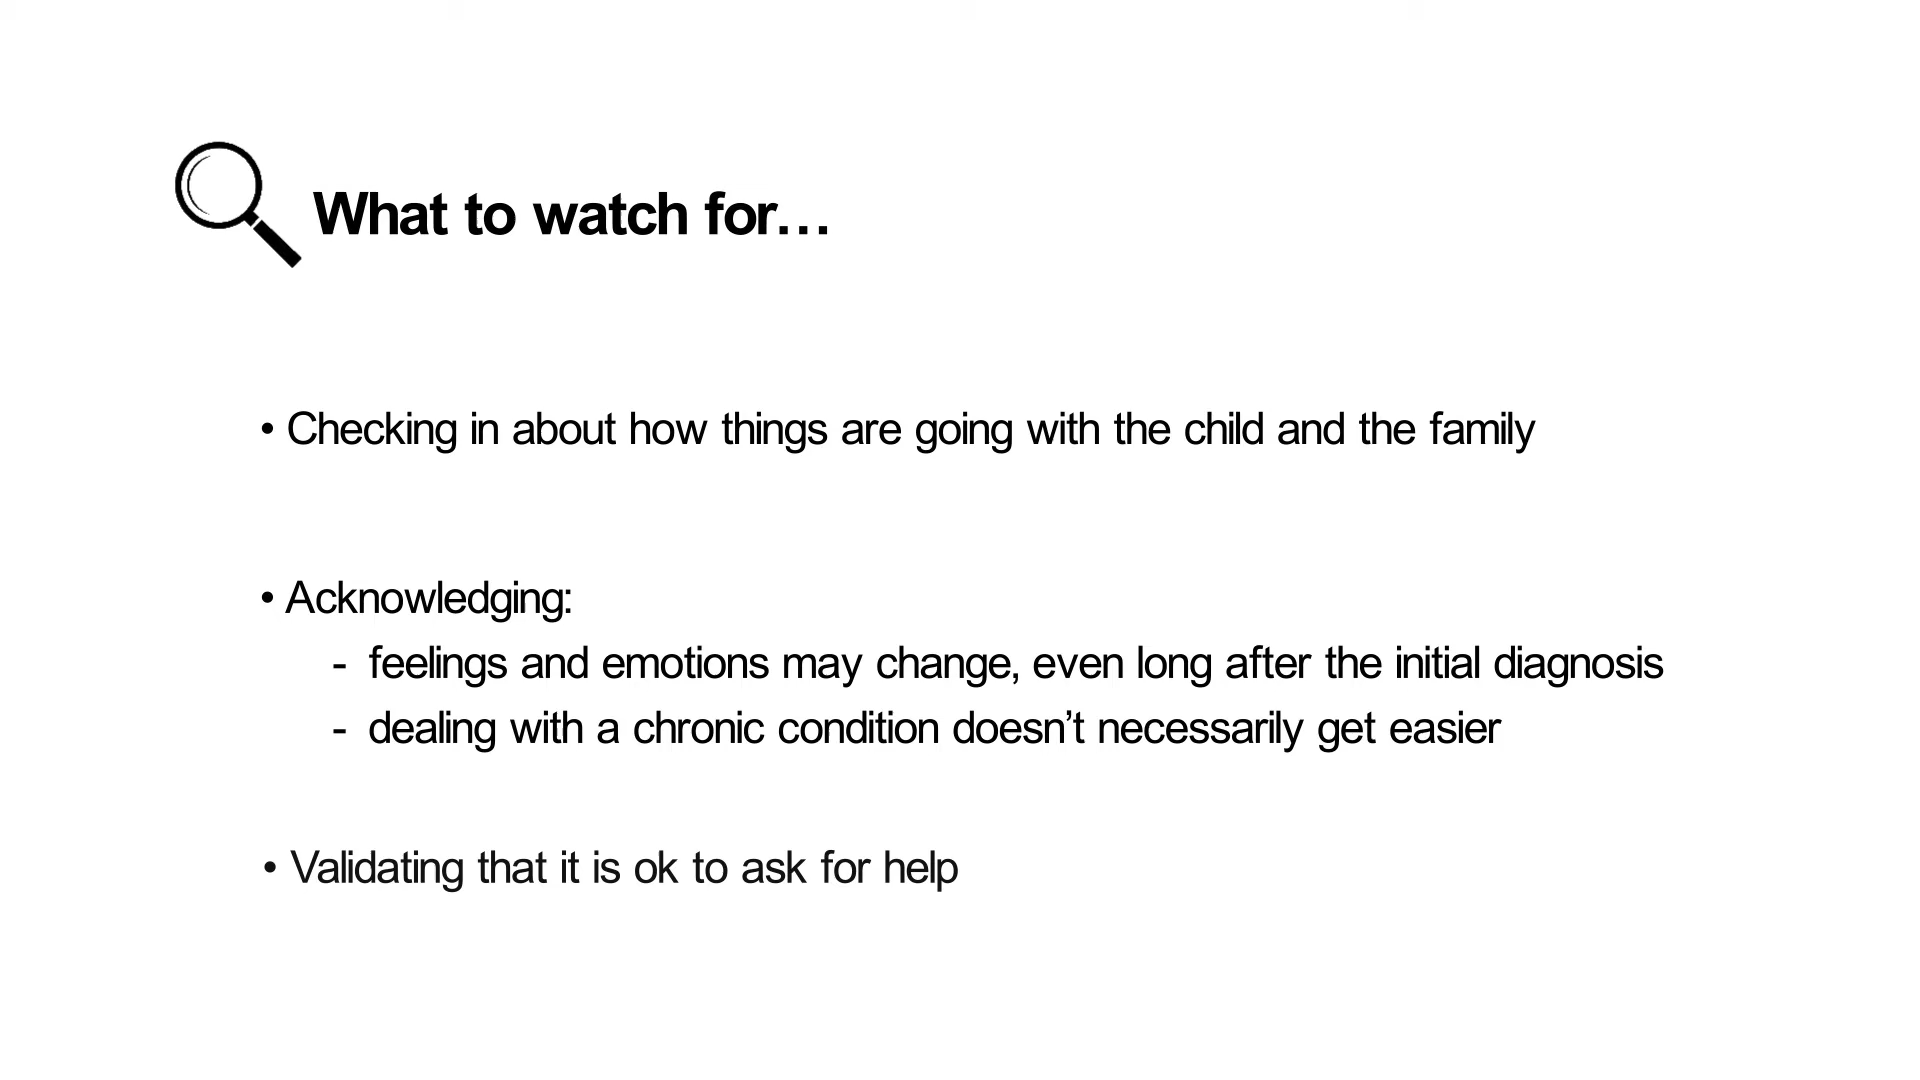 What to watch for…
• Checking in about how things are going with the child and the family
• Acknowledging:
- feelings and emotions may change, even long after the initial diagnosis
- dealing with a chronic condition doesn’t necessarily get easier
• Validating that it is ok to ask for help